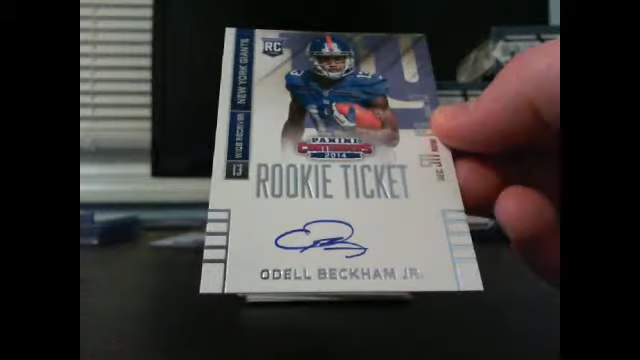 RC
NEW YORK GIANTS
WIDE RECEIVER
13
PANINI
CONTENDERS
2014
ROOKIE TICKET
ODELL BECKHAM JR.